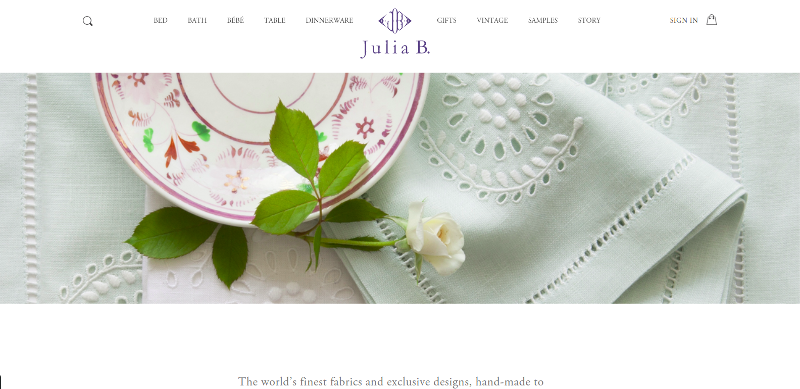 BED BATH BÉBÉ TABLE DINNERWARE GIFTS VINTAGE SAMPLES STORY SIGN IN
JB
Julia B.
The world's finest fabrics and exclusive designs, hand-made to